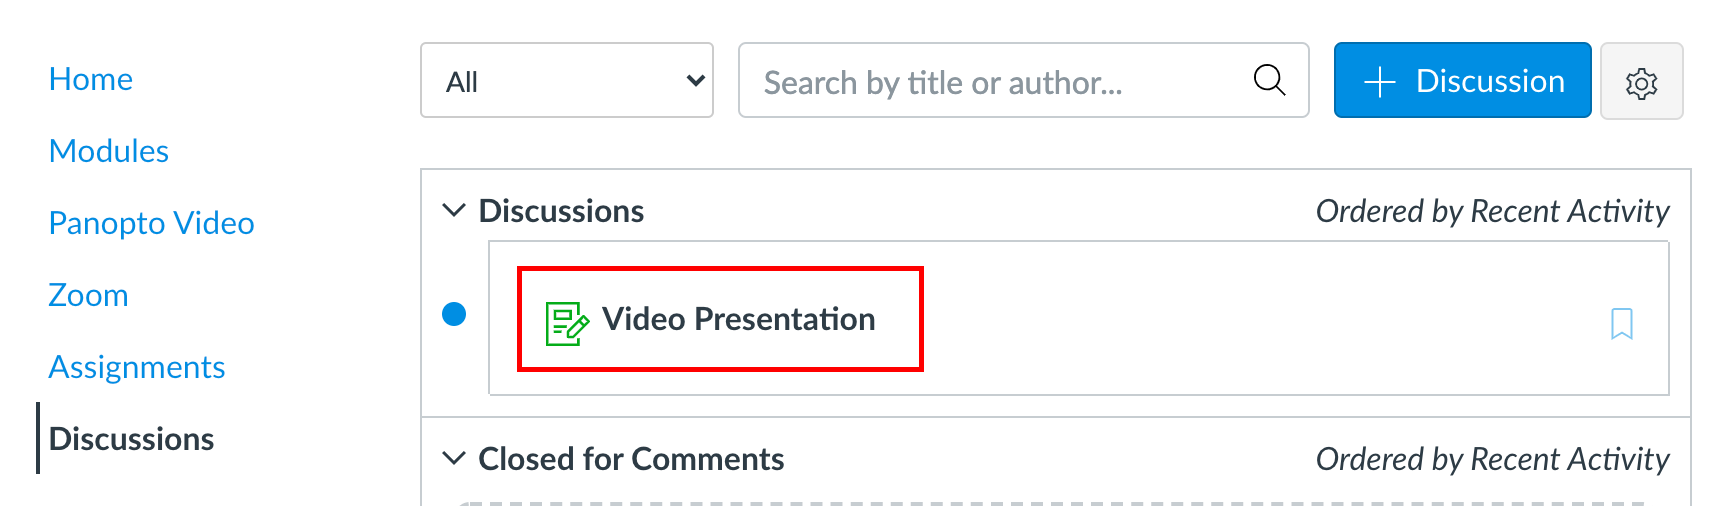 Home
Modules
Panopto Video
Zoom
Assignments
Discussions
All
Search by title or author...
Discussion
Discussions
Ordered by Recent Activity
Video Presentation
Closed for Comments
Ordered by Recent Activity